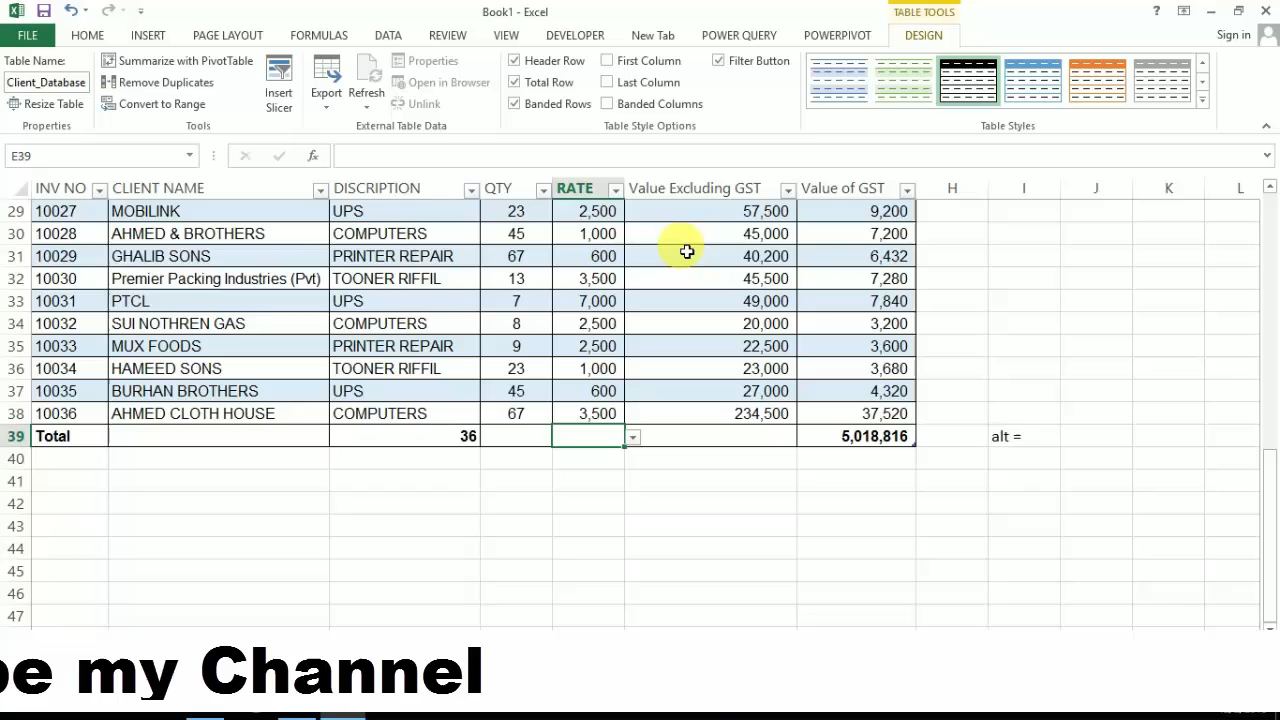 Book1 - Excel
TABLE TOOLS
?
FILE HOME INSERT PAGE LAYOUT FORMULAS DATA REVIEW VIEW DEVELOPER New Tab POWER QUERY POWERPIVOT DESIGN Sign in
Table Name:
Client_Database
Resize Table
Properties
Summarize with PivotTable
Remove Duplicates
Convert to Range
Tools
Insert
Slicer
Export
Refresh
Properties
Open in Browser
Unlink
External Table Data
Header Row
Total Row
Banded Rows
First Column
Last Column
Banded Columns
Filter Button
Table Style Options
Table Styles
E39
fx
INV NO CLIENT NAME DISCRIPTION QTY RATE Value Excluding GST Value of GST H I J K L
29 10027 MOBILINK UPS 23 2,500 57,500 9,200
30 10028 AHMED & BROTHERS COMPUTERS 45 1,000 45,000 7,200
31 10029 GHALIB SONS PRINTER REPAIR 67 600 40,200 6,432
32 10030 Premier Packing Industries (Pvt) TOONER RIFFIL 13 3,500 45,500 7,280
33 10031 PTCL UPS 7 7,000 49,000 7,840
34 10032 SUI NOTHREN GAS COMPUTERS 8 2,500 20,000 3,200
35 10033 MUX FOODS PRINTER REPAIR 9 2,500 22,500 3,600
36 10034 HAMEED SONS TOONER RIFFIL 23 1,000 23,000 3,680
37 10035 BURHAN BROTHERS UPS 45 600 27,000 4,320
38 10036 AHMED CLOTH HOUSE COMPUTERS 67 3,500 234,500 37,520
39 Total 36 5,018,816 alt =
40
41
42
43
44
45
46
47
be my Channel